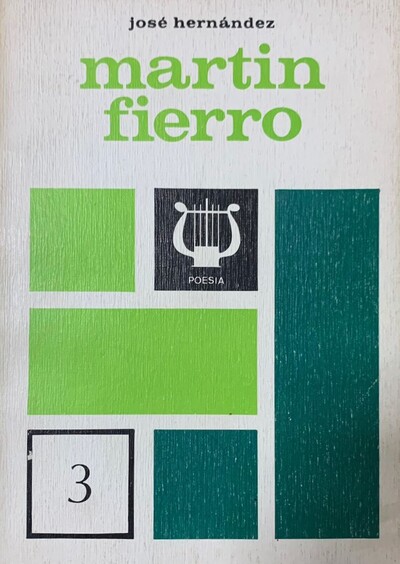 josé hernández
martin
fierro
POESIA
3